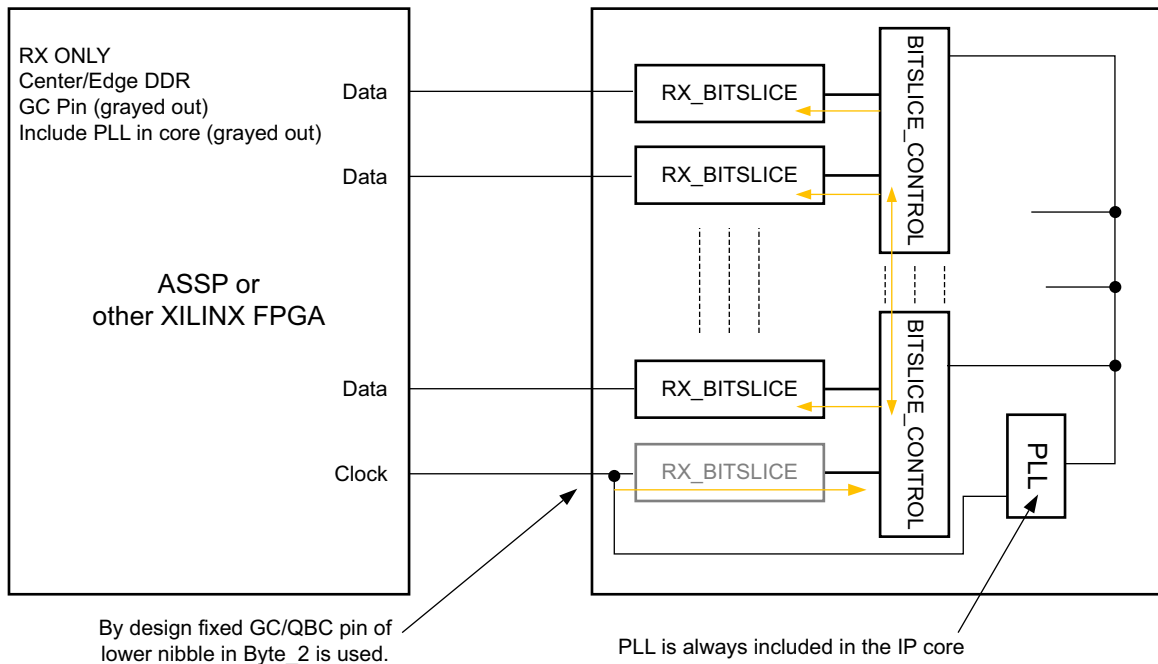 RX ONLY
Center/Edge DDR
GC Pin (grayed out)
Include PLL in core (grayed out)
Data
Data
ASSP or
other XILINX FPGA
Data
Clock
RX_BITSLICE
RX_BITSLICE
RX_BITSLICE
RX_BITSLICE
BITSLICE_CONTROL
BITSLICE_CONTROL
PLL
By design fixed GC/QBC pin of
lower nibble in Byte_2 is used.
PLL is always included in the IP core